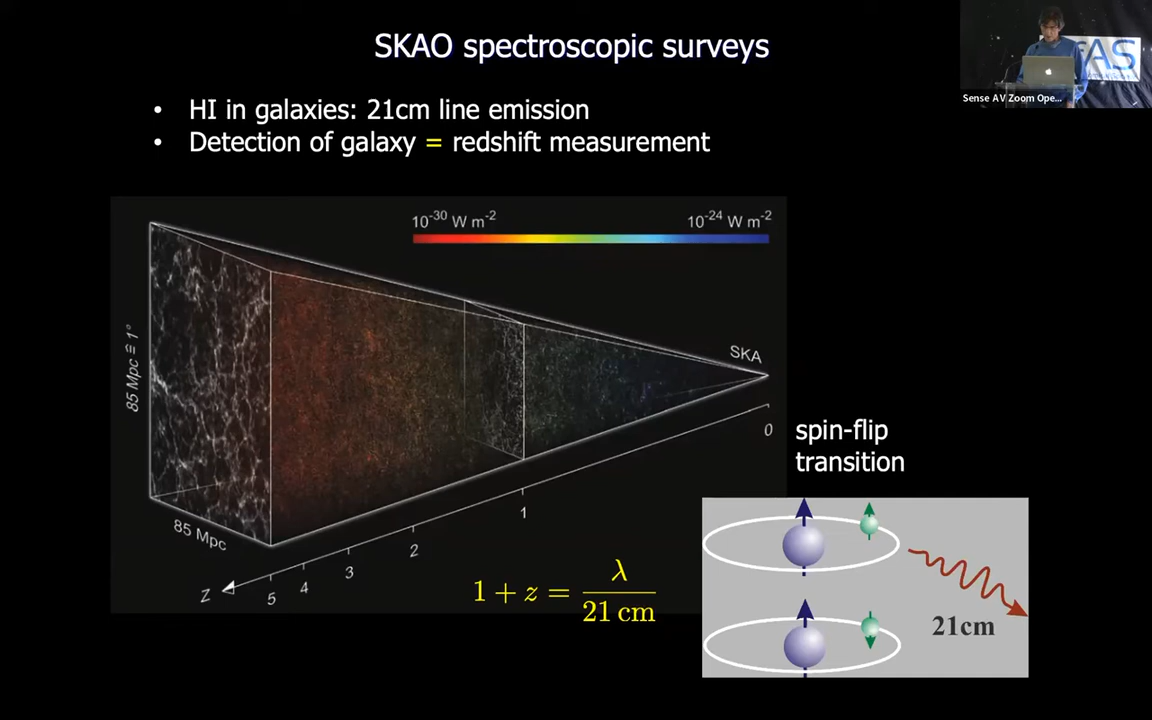 SKAO spectroscopic surveys
fAS
Sense AV Zoom Ope...
• HI in galaxies: 21cm line emission
• Detection of galaxy = redshift measurement
10⁻³⁰ W m⁻²
10⁻²⁴ W m⁻²
85 Mpc ≙ 1°
SKA
0
1
2
3
4
5
Z
85 Mpc
spin-flip
transition
1 + z = λ / 21 cm
21cm